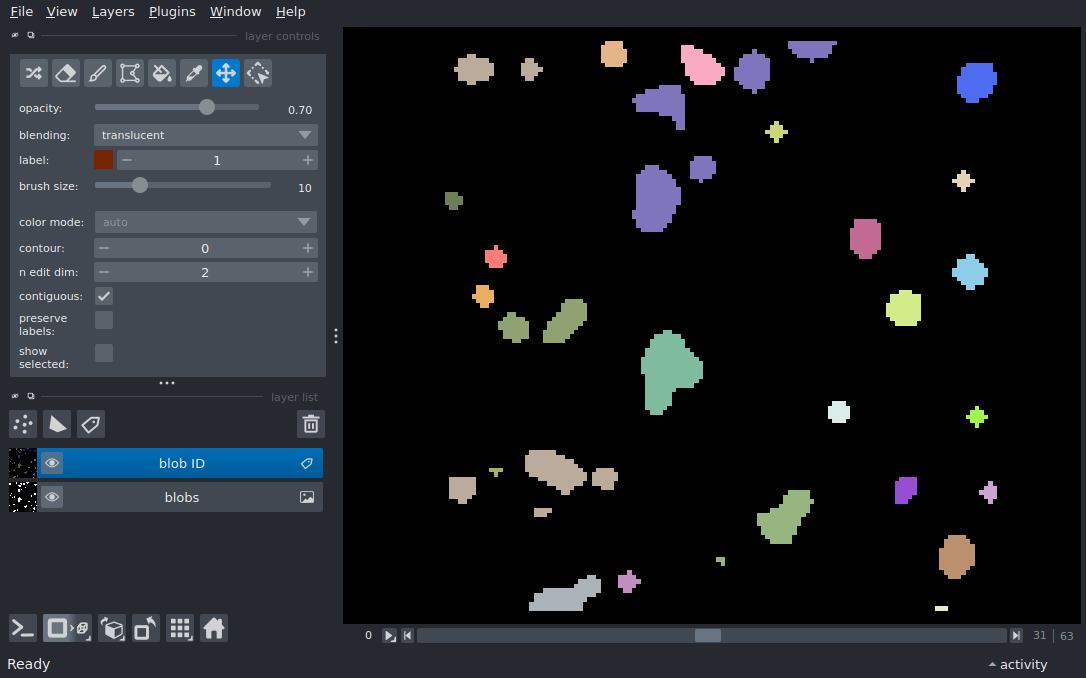 File View Layers Plugins Window Help
layer controls
opacity: 0.70
blending: translucent
label: 1
brush size: 10
color mode: auto
contour: 0
n edit dim: 2
contiguous:
preserve
labels:
show
selected:
layer list
blob ID
blobs
0 31 | 63
Ready activity